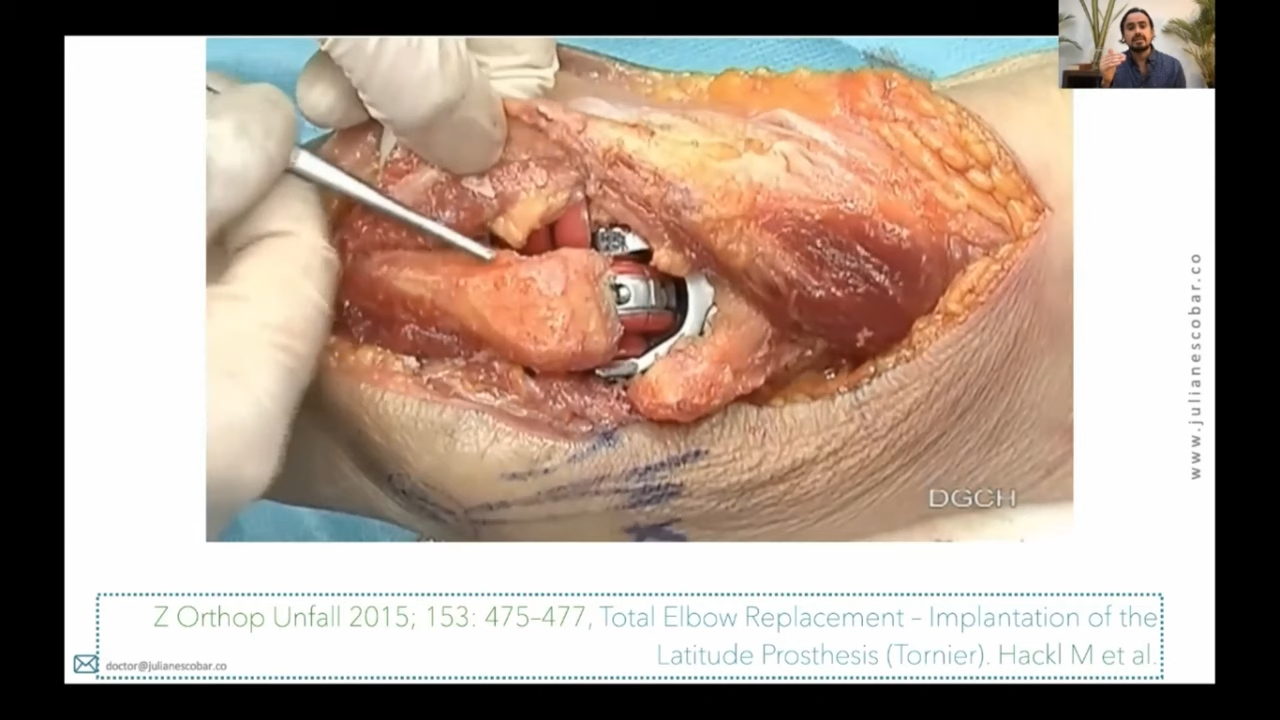 www.julianescobar.co
DGCH
Z Orthop Unfall 2015; 153: 475–477, Total Elbow Replacement – Implantation of the
Latitude Prosthesis (Tornier). Hackl M et al.
doctor@julianescobar.co